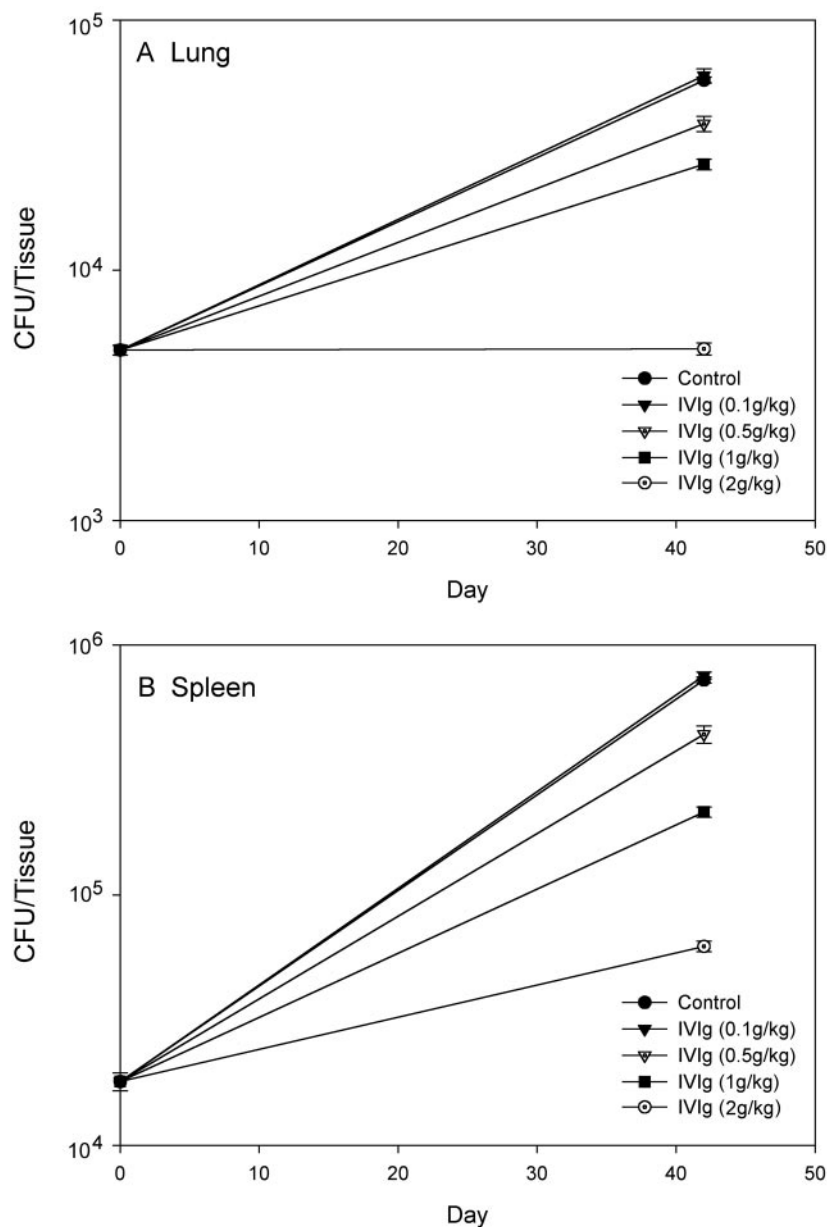 A Lung
10^5
10^4
10^3
CFU/Tissue
Control
IVIg (0.1g/kg)
IVIg (0.5g/kg)
IVIg (1g/kg)
IVIg (2g/kg)
0 10 20 30 40 50
Day
B Spleen
10^6
10^5
10^4
CFU/Tissue
Control
IVIg (0.1g/kg)
IVIg (0.5g/kg)
IVIg (1g/kg)
IVIg (2g/kg)
0 10 20 30 40 50
Day